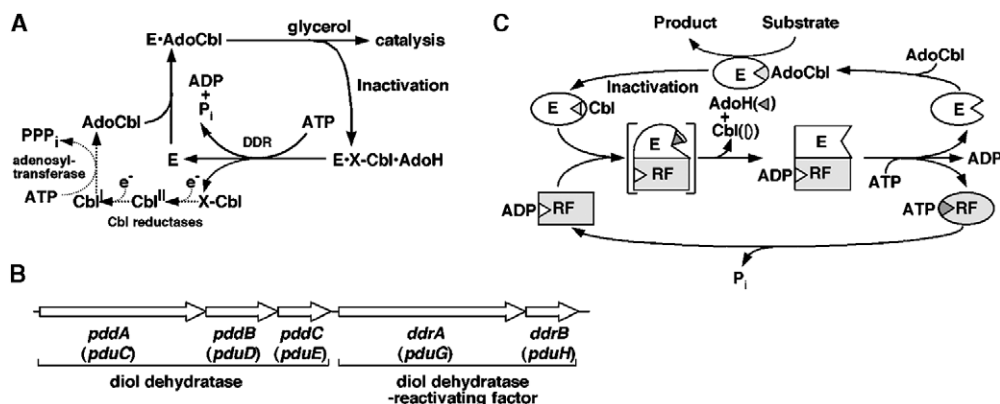 A
glycerol
E·AdoCbl
catalysis
ADP
+
Pi
Inactivation
AdoCbl
ATP
PPPi
DDR
adenosyl-
transferase
E
E·X-Cbl·AdoH
ATP
e-
e-
CblI
CblII
X-Cbl
Cbl reductases
B
pddA
pddB
pddC
ddrA
ddrB
(pduC)
(pduD)
(pduE)
(pduG)
(pduH)
diol dehydratase
diol dehydratase
-reactivating factor
C
Product
Substrate
E
AdoCbl
AdoCbl
Inactivation
E
Cbl
AdoH( )
+
Cbl( )
E
E
E
RF
ADP
RF
ATP
ADP
ADP
RF
ATP
RF
Pi